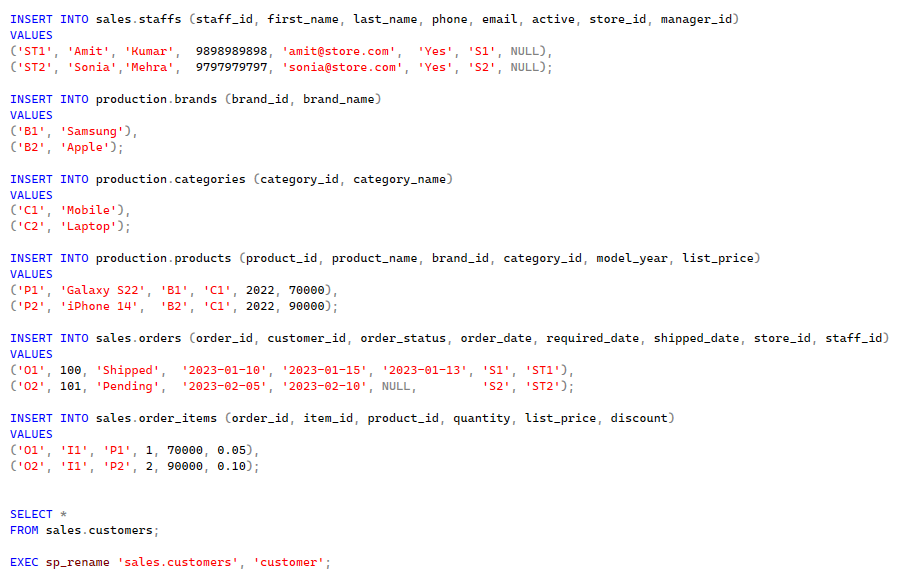 INSERT INTO sales.staffs (staff_id, first_name, last_name, phone, email, active, store_id, manager_id)
VALUES
('ST1', 'Amit', 'Kumar',  9898989898, 'amit@store.com',  'Yes', 'S1', NULL),
('ST2', 'Sonia','Mehra',  9797979797, 'sonia@store.com', 'Yes', 'S2', NULL);
INSERT INTO production.brands (brand_id, brand_name)
VALUES
('B1', 'Samsung'),
('B2', 'Apple');
INSERT INTO production.categories (category_id, category_name)
VALUES
('C1', 'Mobile'),
('C2', 'Laptop');
INSERT INTO production.products (product_id, product_name, brand_id, category_id, model_year, list_price)
VALUES
('P1', 'Galaxy S22', 'B1', 'C1', 2022, 70000),
('P2', 'iPhone 14',  'B2', 'C1', 2022, 90000);
INSERT INTO sales.orders (order_id, customer_id, order_status, order_date, required_date, shipped_date, store_id, staff_id)
VALUES
('O1', 100, 'Shipped',  '2023-01-10', '2023-01-15', '2023-01-13', 'S1', 'ST1'),
('O2', 101, 'Pending',  '2023-02-05', '2023-02-10', NULL,         'S2', 'ST2');
INSERT INTO sales.order_items (order_id, item_id, product_id, quantity, list_price, discount)
VALUES
('O1', 'I1', 'P1', 1, 70000, 0.05),
('O2', 'I1', 'P2', 2, 90000, 0.10);
SELECT *
FROM sales.customers;
EXEC sp_rename 'sales.customers', 'customer';